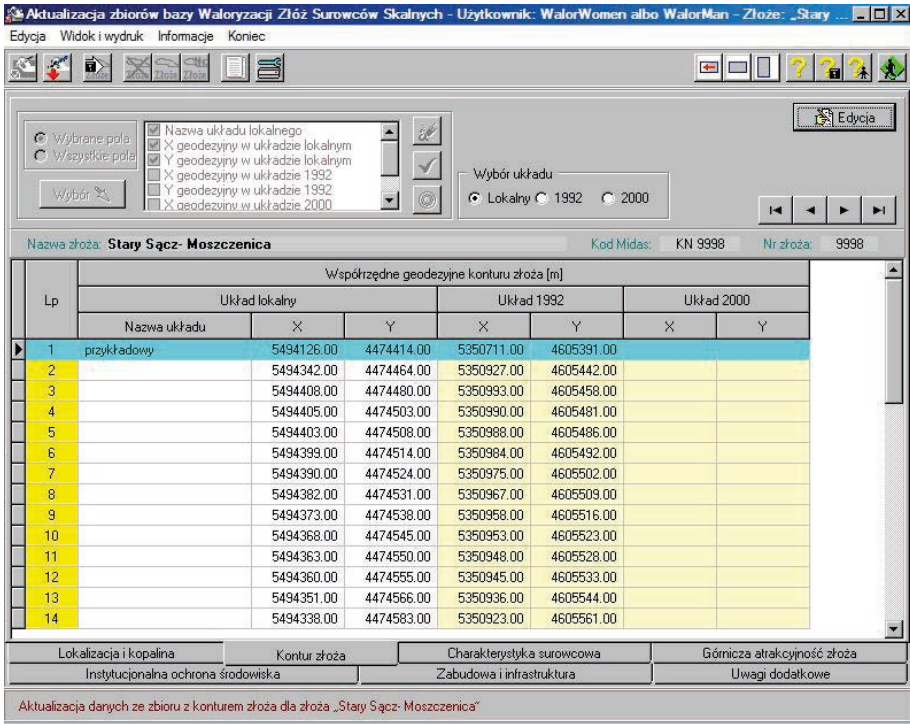 Aktualizacja zbiorów bazy Waloryzacji Złóż Surowców Skalnych - Użytkownik: WalorWomen albo WalorMan - Złoże: „Stary ...
Edycja Widok i wydruk Informacje Koniec
Złoże Złoże Złoże Złoże
Edycja
Wybrane pola
Wszystkie pola
Wybór
Nazwa układu lokalnego
X geodezyjny w układzie lokalnym
Y geodezyjny w układzie lokalnym
X geodezyjny w układzie 1992
Y geodezyjny w układzie 1992
X geodezyjny w układzie 2000
Wybór układu
Lokalny 1992 2000
Nazwa złoża: Stary Sącz- Moszczenica Kod Midas: KN 9998 Nr złoża: 9998
Współrzędne geodezyjne konturu złoża [m]
Lp Układ lokalny Układ 1992 Układ 2000
Nazwa układu X Y X Y X Y
1 przykładowy 5494126.00 4474414.00 5350711.00 4605391.00
2 5494342.00 4474464.00 5350927.00 4605442.00
3 5494408.00 4474480.00 5350993.00 4605458.00
4 5494405.00 4474503.00 5350990.00 4605481.00
5 5494403.00 4474508.00 5350988.00 4605486.00
6 5494399.00 4474514.00 5350984.00 4605492.00
7 5494390.00 4474524.00 5350975.00 4605502.00
8 5494382.00 4474531.00 5350967.00 4605509.00
9 5494373.00 4474538.00 5350958.00 4605516.00
10 5494368.00 4474545.00 5350953.00 4605523.00
11 5494363.00 4474550.00 5350948.00 4605528.00
12 5494360.00 4474555.00 5350945.00 4605533.00
13 5494351.00 4474566.00 5350936.00 4605544.00
14 5494338.00 4474583.00 5350923.00 4605561.00
Lokalizacja i kopalina Kontur złoża Charakterystyka surowcowa Górnicza atrakcyjność złoża
Instytucjonalna ochrona środowiska Zabudowa i infrastruktura Uwagi dodatkowe
Aktualizacja danych ze zbioru z konturem złoża dla złoża „Stary Sącz- Moszczenica”